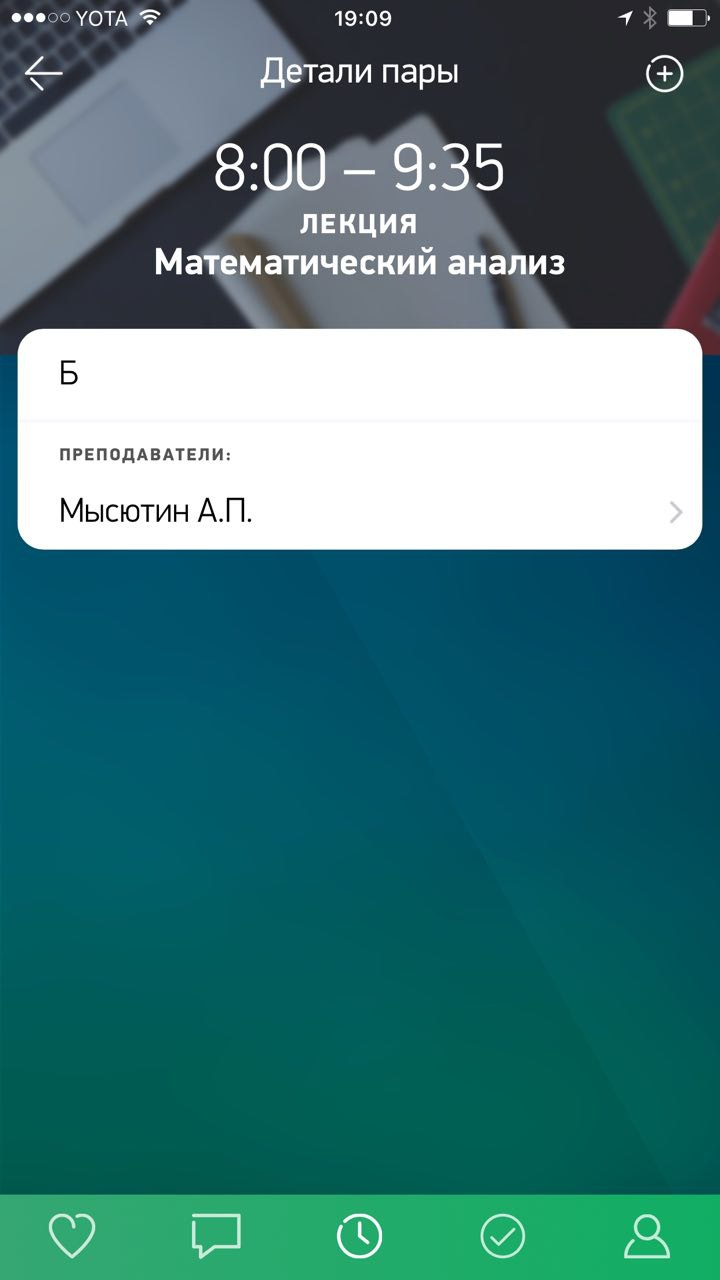 YOTA 19:09
Детали пары
8:00 – 9:35
ЛЕКЦИЯ
Математический анализ
Б
ПРЕПОДАВАТЕЛИ:
Мысютин А.П.